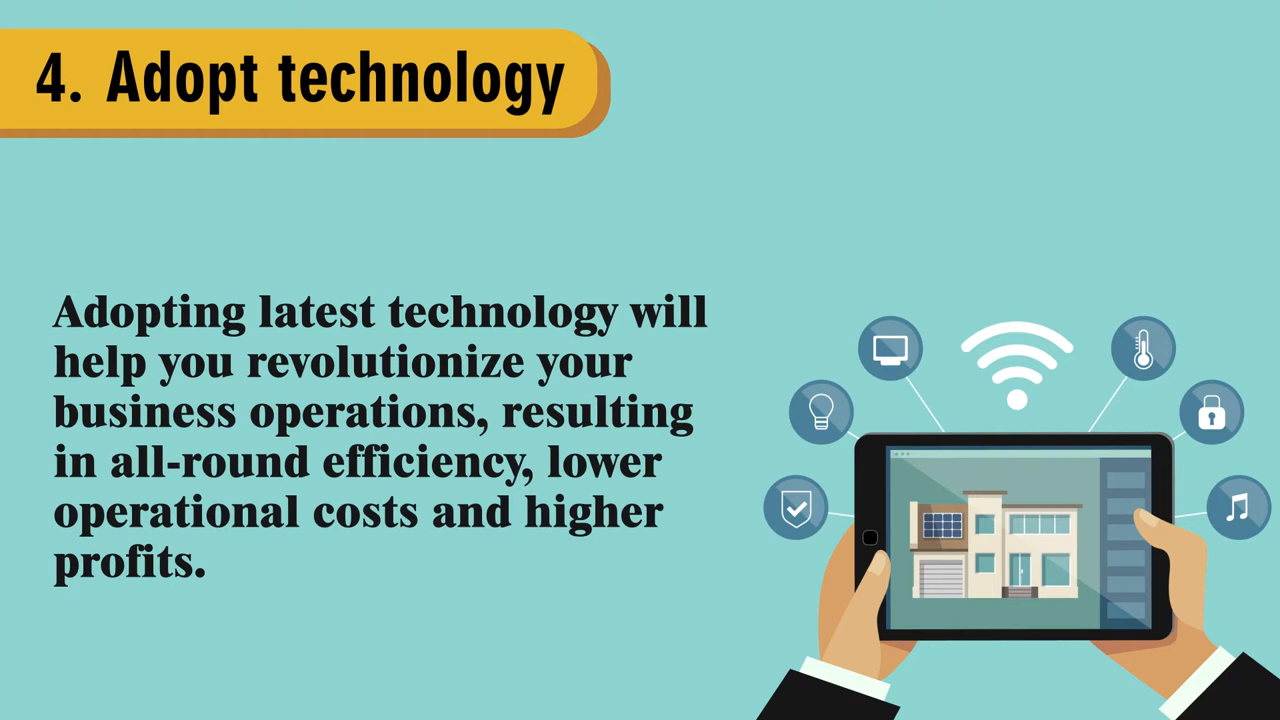 4. Adopt technology
Adopting latest technology will
help you revolutionize your
business operations, resulting
in all-round efficiency, lower
operational costs and higher
profits.